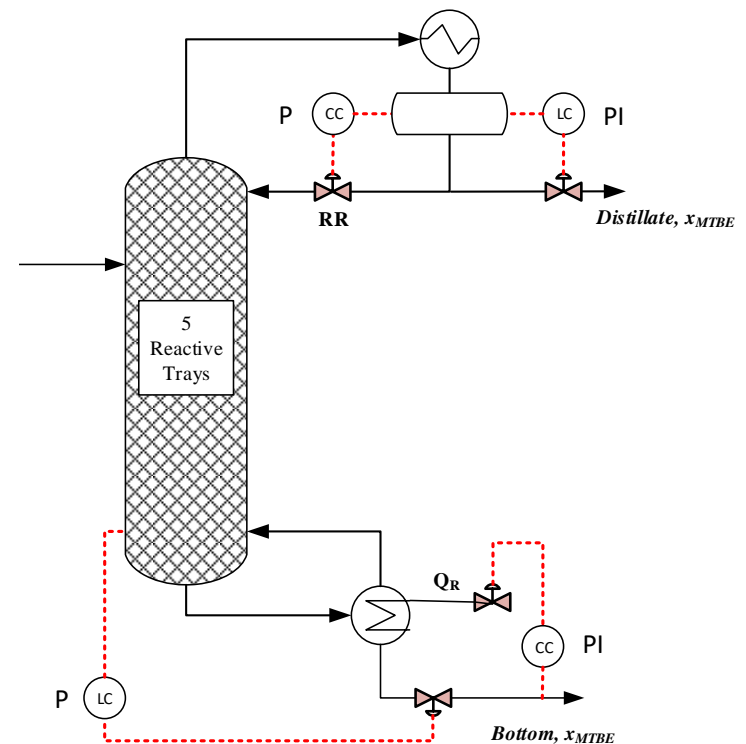 P
CC
LC
PI
RR
Distillate, xMTBE
5
Reactive
Trays
QR
CC
PI
P
LC
Bottom, xMTBE